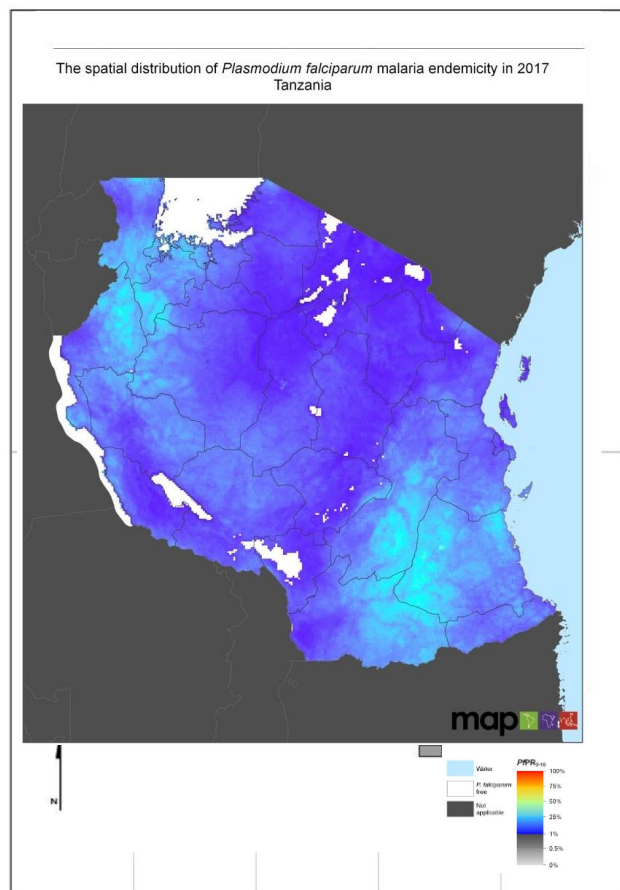 The spatial distribution of Plasmodium falciparum malaria endemicity in 2017
Tanzania
map
N
Water
P. falciparum
free
Not
applicable
PfPR2-10
100%
75%
50%
25%
1%
0.5%
0%